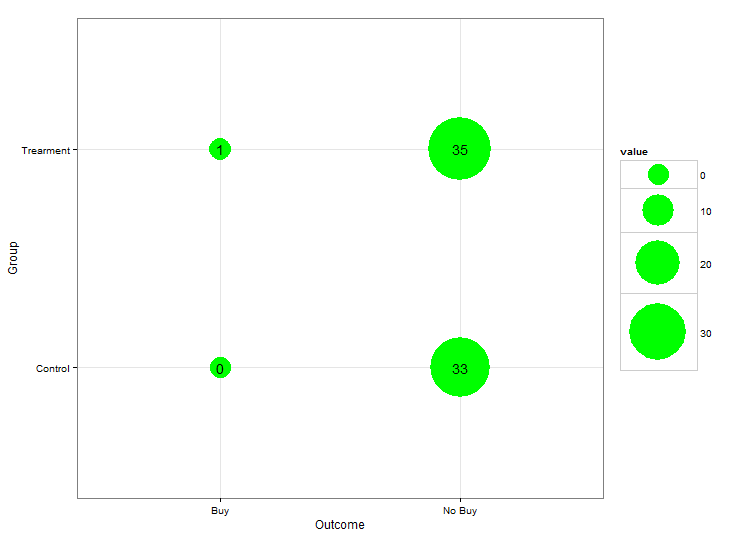 Trearment
1
35
value
0
10
20
30
Group
Control
0
33
Buy
No Buy
Outcome